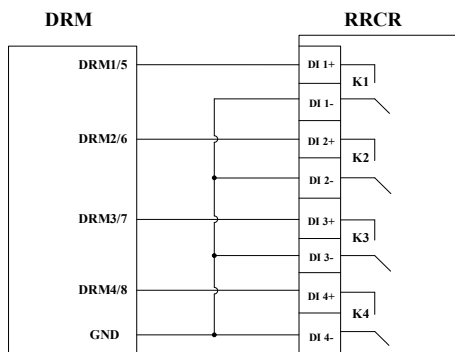 DRM RRCR
DRM1/5 DI 1+ K1
DI 1-
DRM2/6 DI 2+ K2
DI 2-
DRM3/7 DI 3+ K3
DI 3-
DRM4/8 DI 4+ K4
GND DI 4-